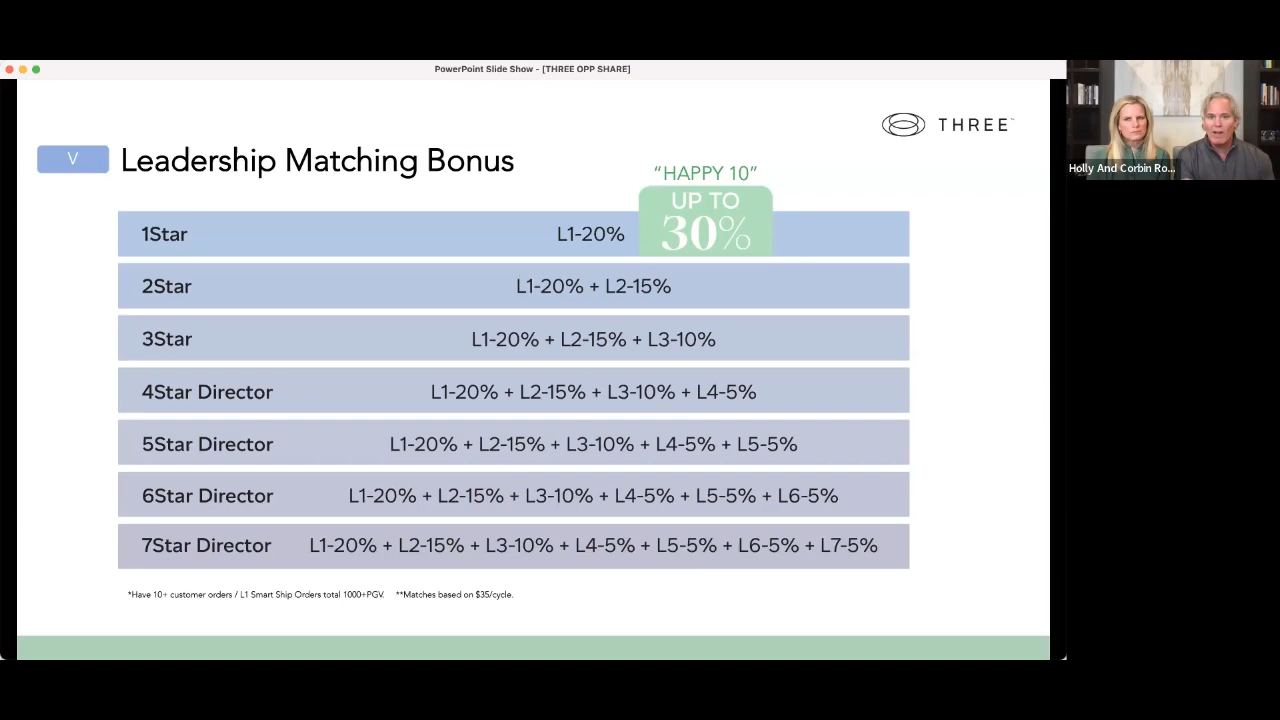 PowerPoint Slide Show - [THREE OPP SHARE]
THREE™
V
Leadership Matching Bonus
"HAPPY 10"
UP TO
30%
1Star L1-20%
2Star L1-20% + L2-15%
3Star L1-20% + L2-15% + L3-10%
4Star Director L1-20% + L2-15% + L3-10% + L4-5%
5Star Director L1-20% + L2-15% + L3-10% + L4-5% + L5-5%
6Star Director L1-20% + L2-15% + L3-10% + L4-5% + L5-5% + L6-5%
7Star Director L1-20% + L2-15% + L3-10% + L4-5% + L5-5% + L6-5% + L7-5%
*Have 10+ customer orders / L1 Smart Ship Orders total 1000+PGV. **Matches based on $35/cycle.
Holly And Corbin Ro...